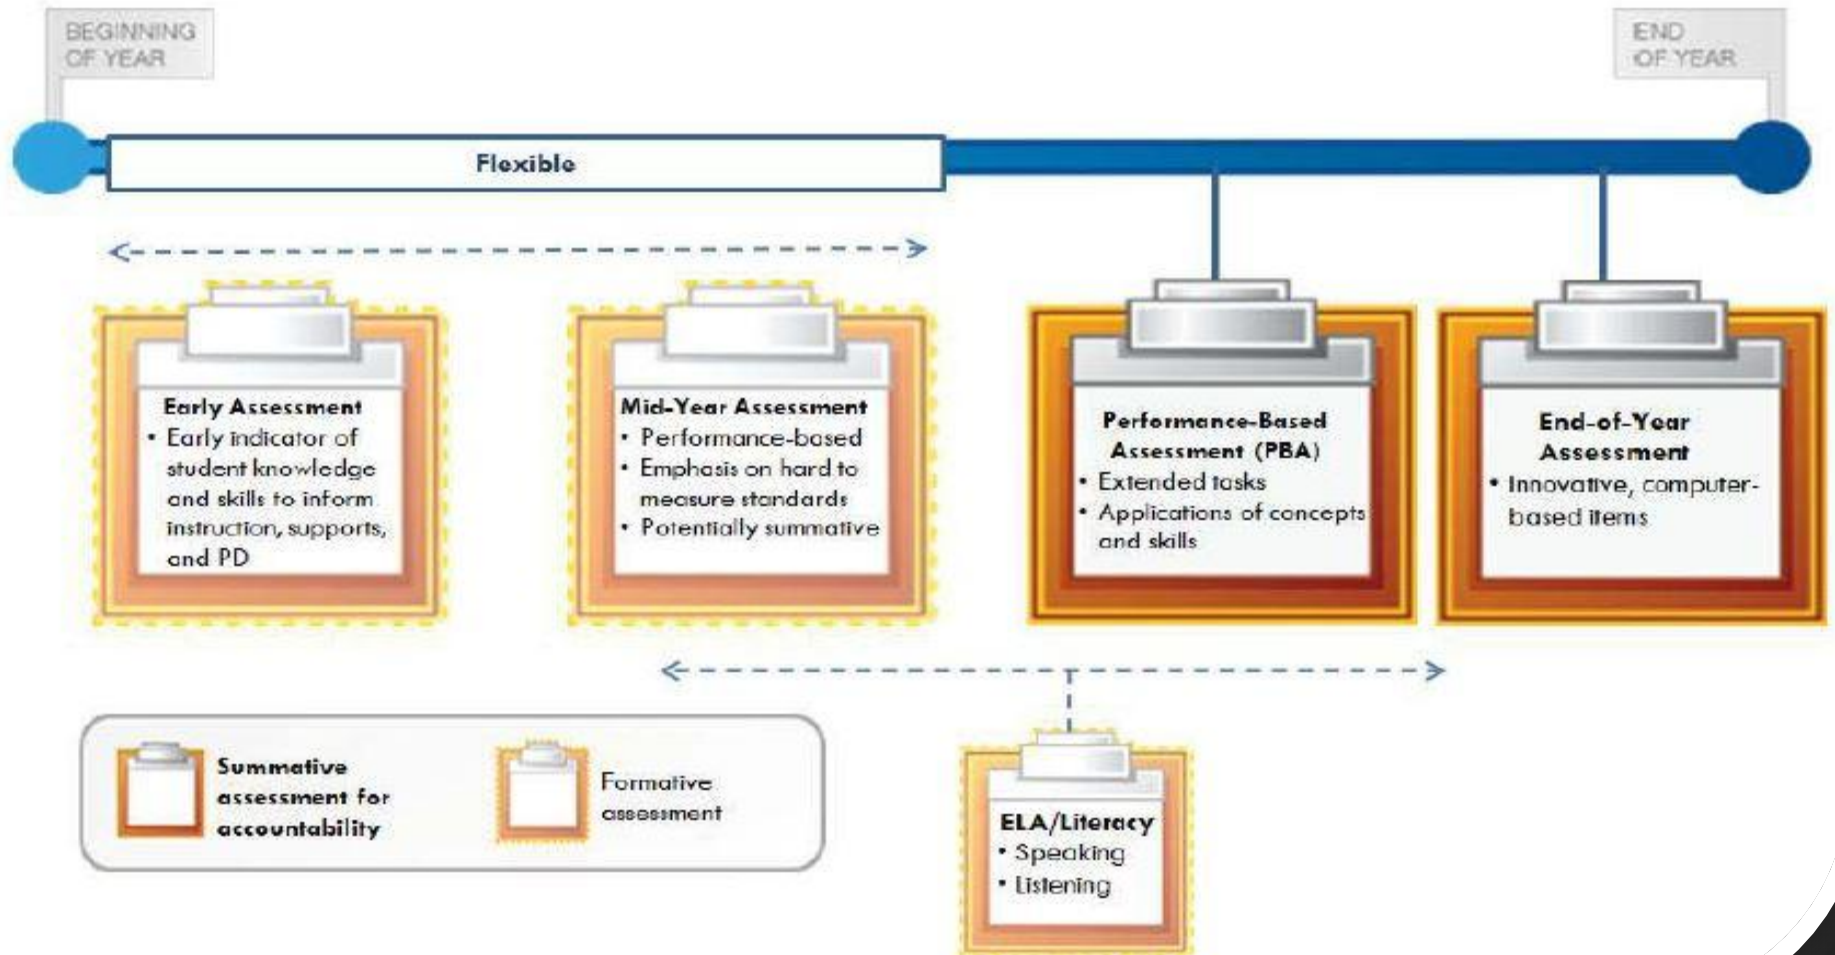 BEGINNING
OF YEAR
END
OF YEAR
Flexible
Early Assessment
• Early indicator of
student knowledge
and skills to inform
instruction, supports,
and PD
Mid-Year Assessment
• Performance-based
• Emphasis on hard to
measure standards
• Potentially summative
Performance-Based
Assessment (PBA)
• Extended tasks
• Applications of concepts
and skills
End-of-Year
Assessment
• Innovative, computer-
based items
Summative
assessment for
accountability
Formative
assessment
ELA/Literacy
• Speaking
• Listening